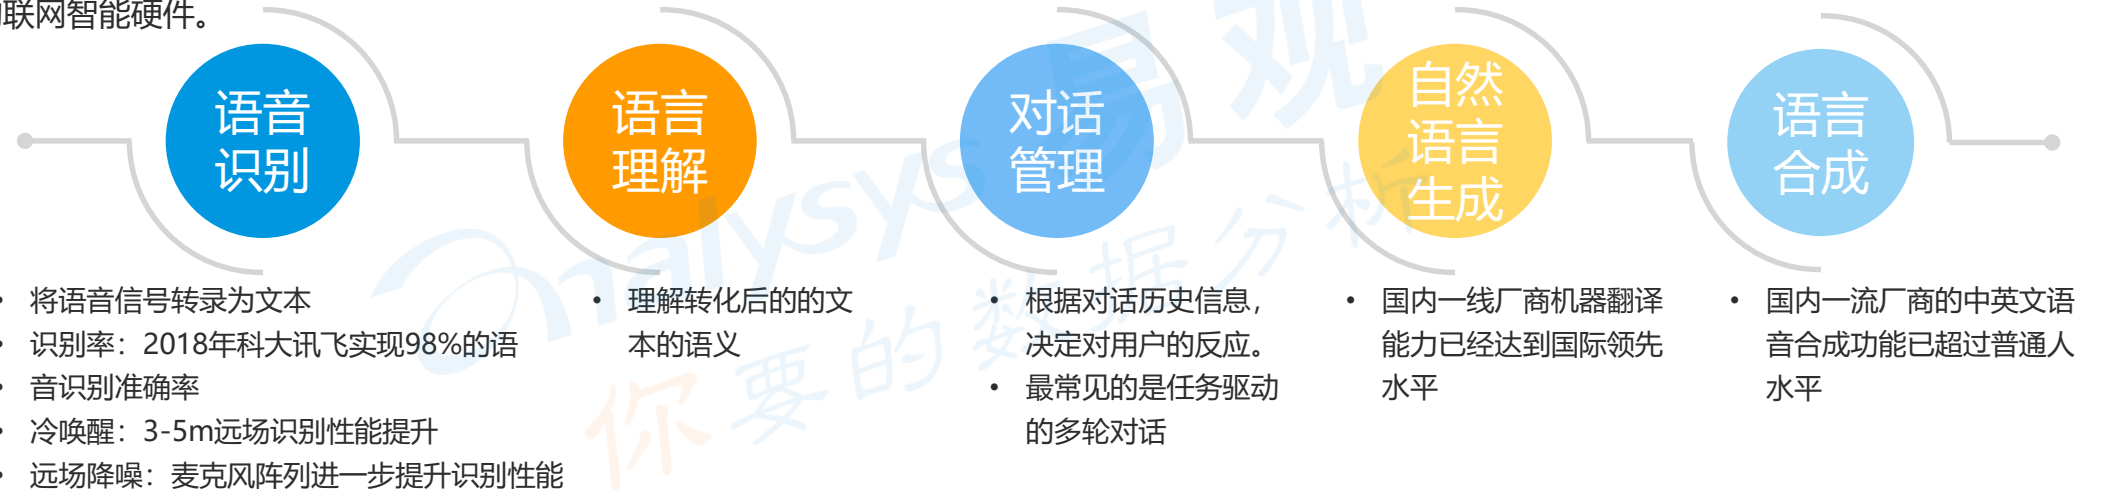 联网智能硬件。
语音
识别
语言
理解
对话
管理
自然
语言
生成
语言
合成
• 将语音信号转录为文本
• 识别率：2018年科大讯飞实现98%的语
• 音识别准确率
• 冷唤醒：3-5m远场识别性能提升
• 远场降噪：麦克风阵列进一步提升识别性能
• 理解转化后的的文
本的语义
• 根据对话历史信息，
决定对用户的反应。
• 最常见的是任务驱动
的多轮对话
• 国内一线厂商机器翻译
能力已经达到国际领先
水平
• 国内一流厂商的中英文语
音合成功能已超过普通人
水平
analysys 易观
你要的数据分析